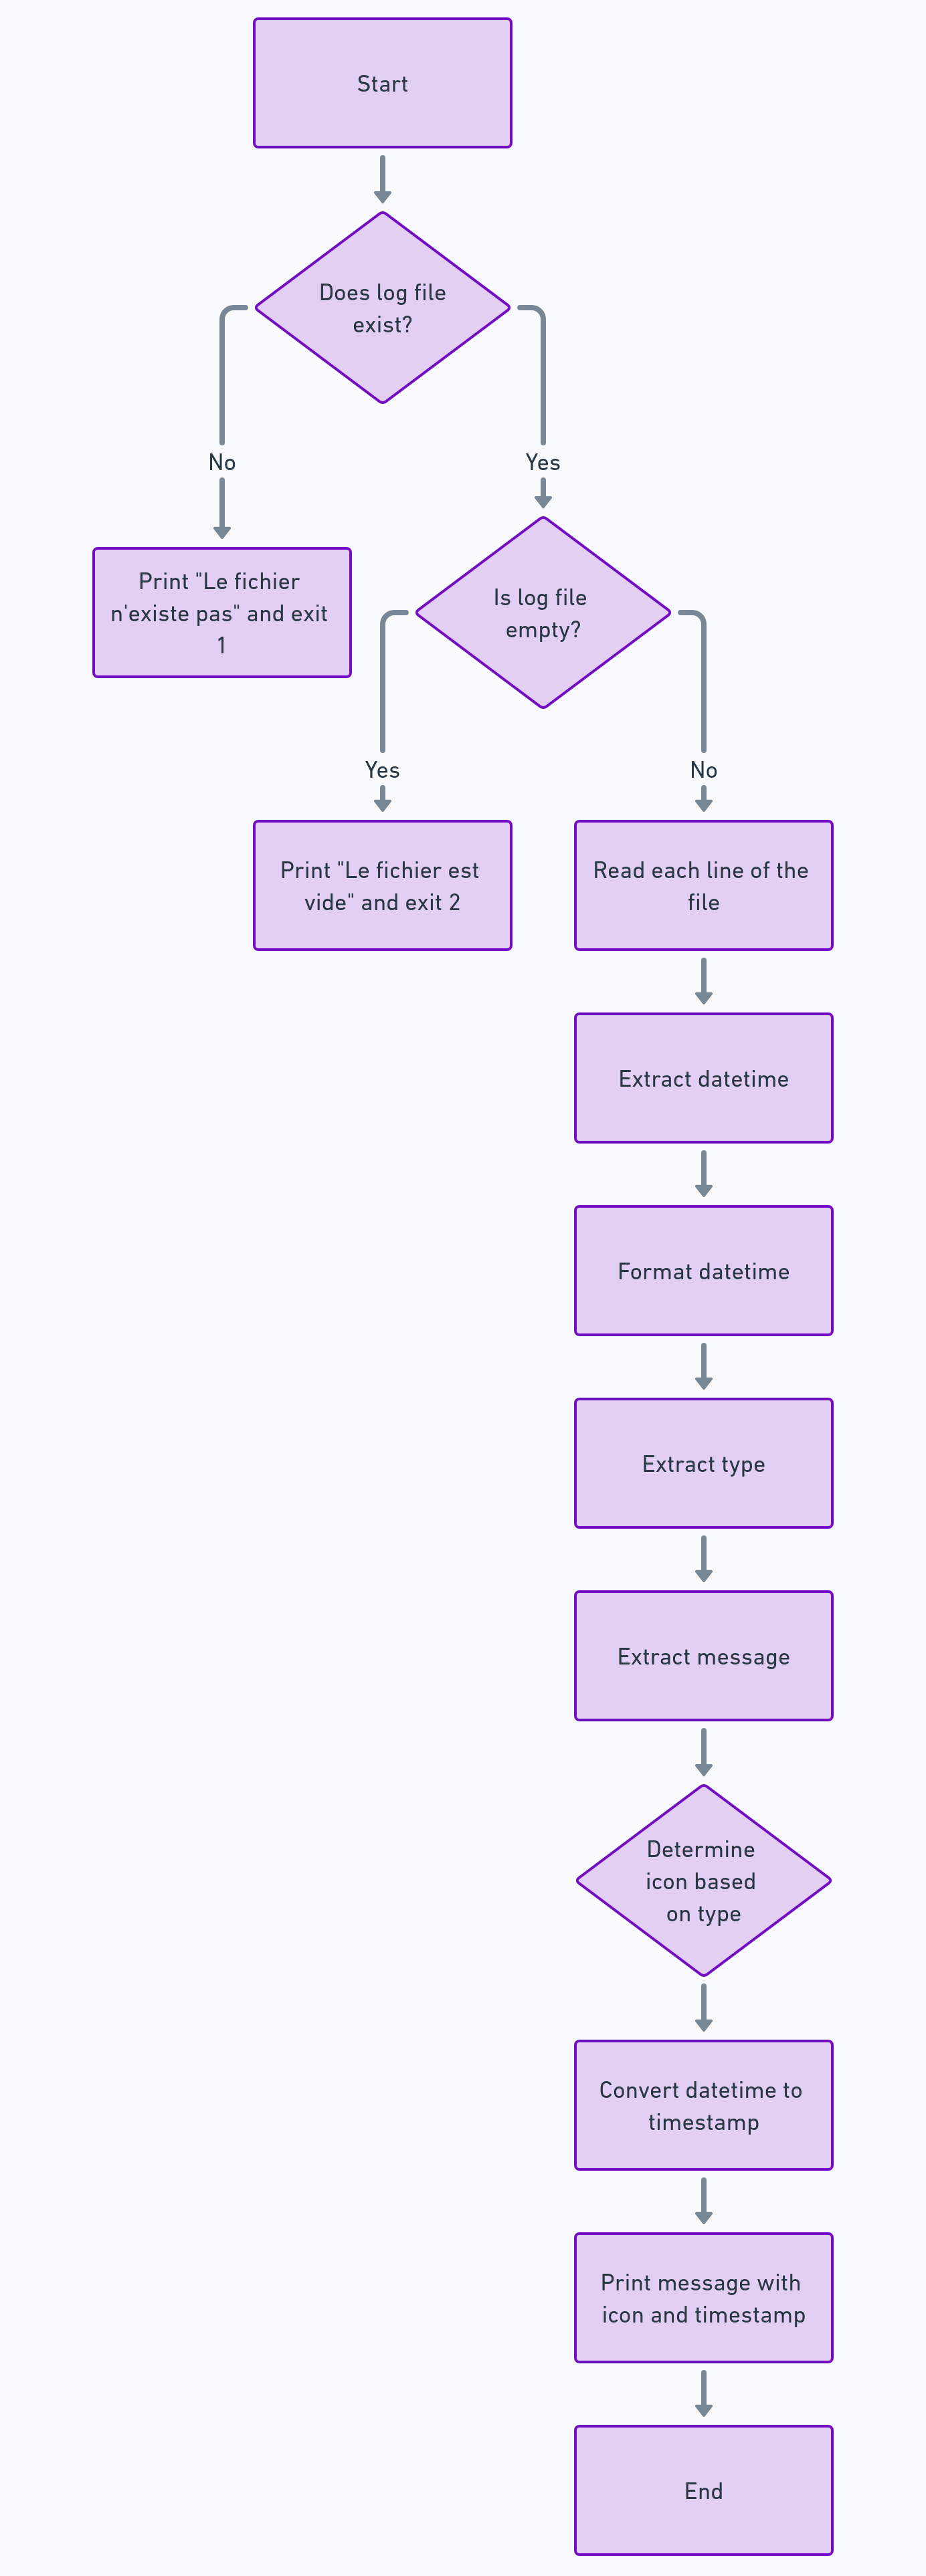 Start
Does log file
exist?
No
Yes
Print "Le fichier
n'existe pas" and exit
1
Is log file
empty?
Yes
No
Print "Le fichier est
vide" and exit 2
Read each line of the
file
Extract datetime
Format datetime
Extract type
Extract message
Determine
icon based
on type
Convert datetime to
timestamp
Print message with
icon and timestamp
End